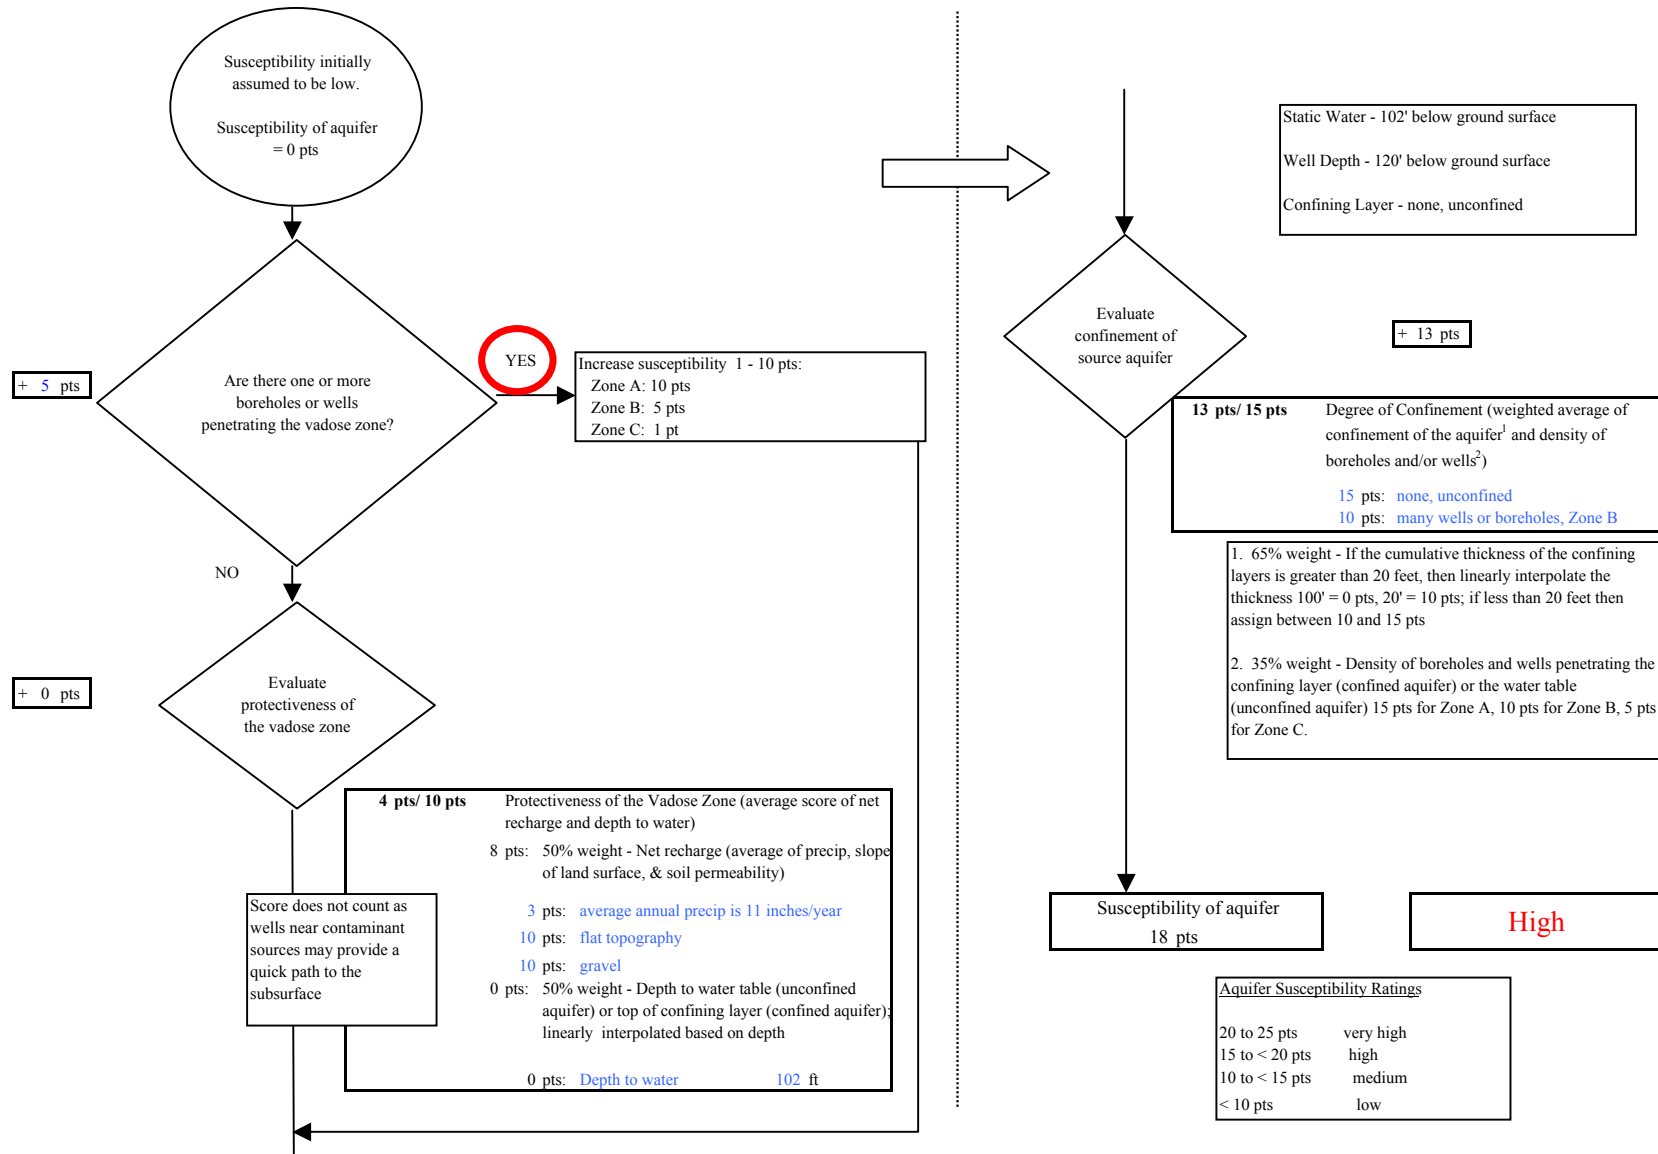 Susceptibility initially
assumed to be low.
Susceptibility of aquifer
= 0 pts
+ 5 pts
Are there one or more
boreholes or wells
penetrating the vadose zone?
YES
Increase susceptibility 1 - 10 pts:
Zone A: 10 pts
Zone B: 5 pts
Zone C: 1 pt
NO
+ 0 pts
Evaluate
protectiveness of
the vadose zone
4 pts/ 10 pts Protectiveness of the Vadose Zone (average score of net
recharge and depth to water)
8 pts: 50% weight - Net recharge (average of precip, slope
of land surface, & soil permeability)
3 pts: average annual precip is 11 inches/year
10 pts: flat topography
10 pts: gravel
0 pts: 50% weight - Depth to water table (unconfined
aquifer) or top of confining layer (confined aquifer);
linearly interpolated based on depth
0 pts: Depth to water 102 ft
Score does not count as
wells near contaminant
sources may provide a
quick path to the
subsurface
Static Water - 102' below ground surface
Well Depth - 120' below ground surface
Confining Layer - none, unconfined
Evaluate
confinement of
source aquifer
+ 13 pts
13 pts/ 15 pts Degree of Confinement (weighted average of
confinement of the aquifer1 and density of
boreholes and/or wells2)
15 pts: none, unconfined
10 pts: many wells or boreholes, Zone B
1. 65% weight - If the cumulative thickness of the confining
layers is greater than 20 feet, then linearly interpolate the
thickness 100' = 0 pts, 20' = 10 pts; if less than 20 feet then
assign between 10 and 15 pts
2. 35% weight - Density of boreholes and wells penetrating the
confining layer (confined aquifer) or the water table
(unconfined aquifer) 15 pts for Zone A, 10 pts for Zone B, 5 pts
for Zone C.
Susceptibility of aquifer
18 pts
High
Aquifer Susceptibility Ratings
20 to 25 pts very high
15 to < 20 pts high
10 to < 15 pts medium
< 10 pts low